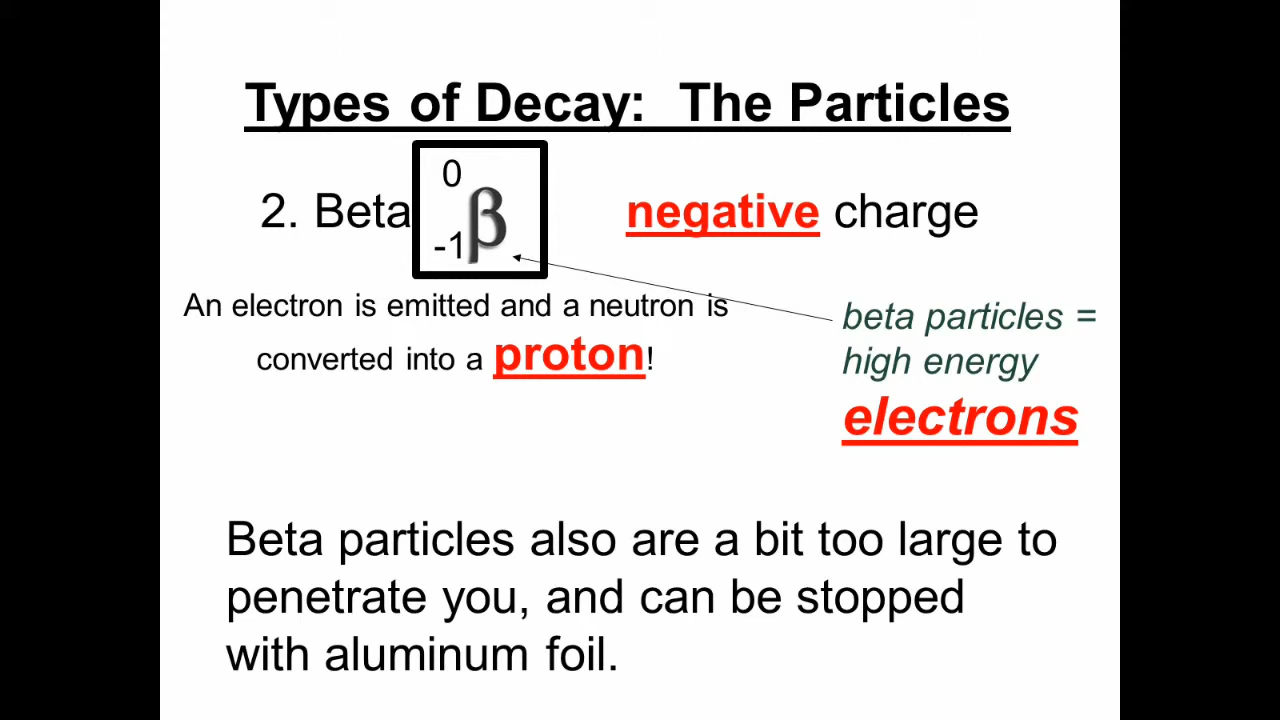 Types of Decay: The Particles
2. Beta 0 -1 β negative charge
An electron is emitted and a neutron is
converted into a proton!
beta particles =
high energy
electrons
Beta particles also are a bit too large to
penetrate you, and can be stopped
with aluminum foil.